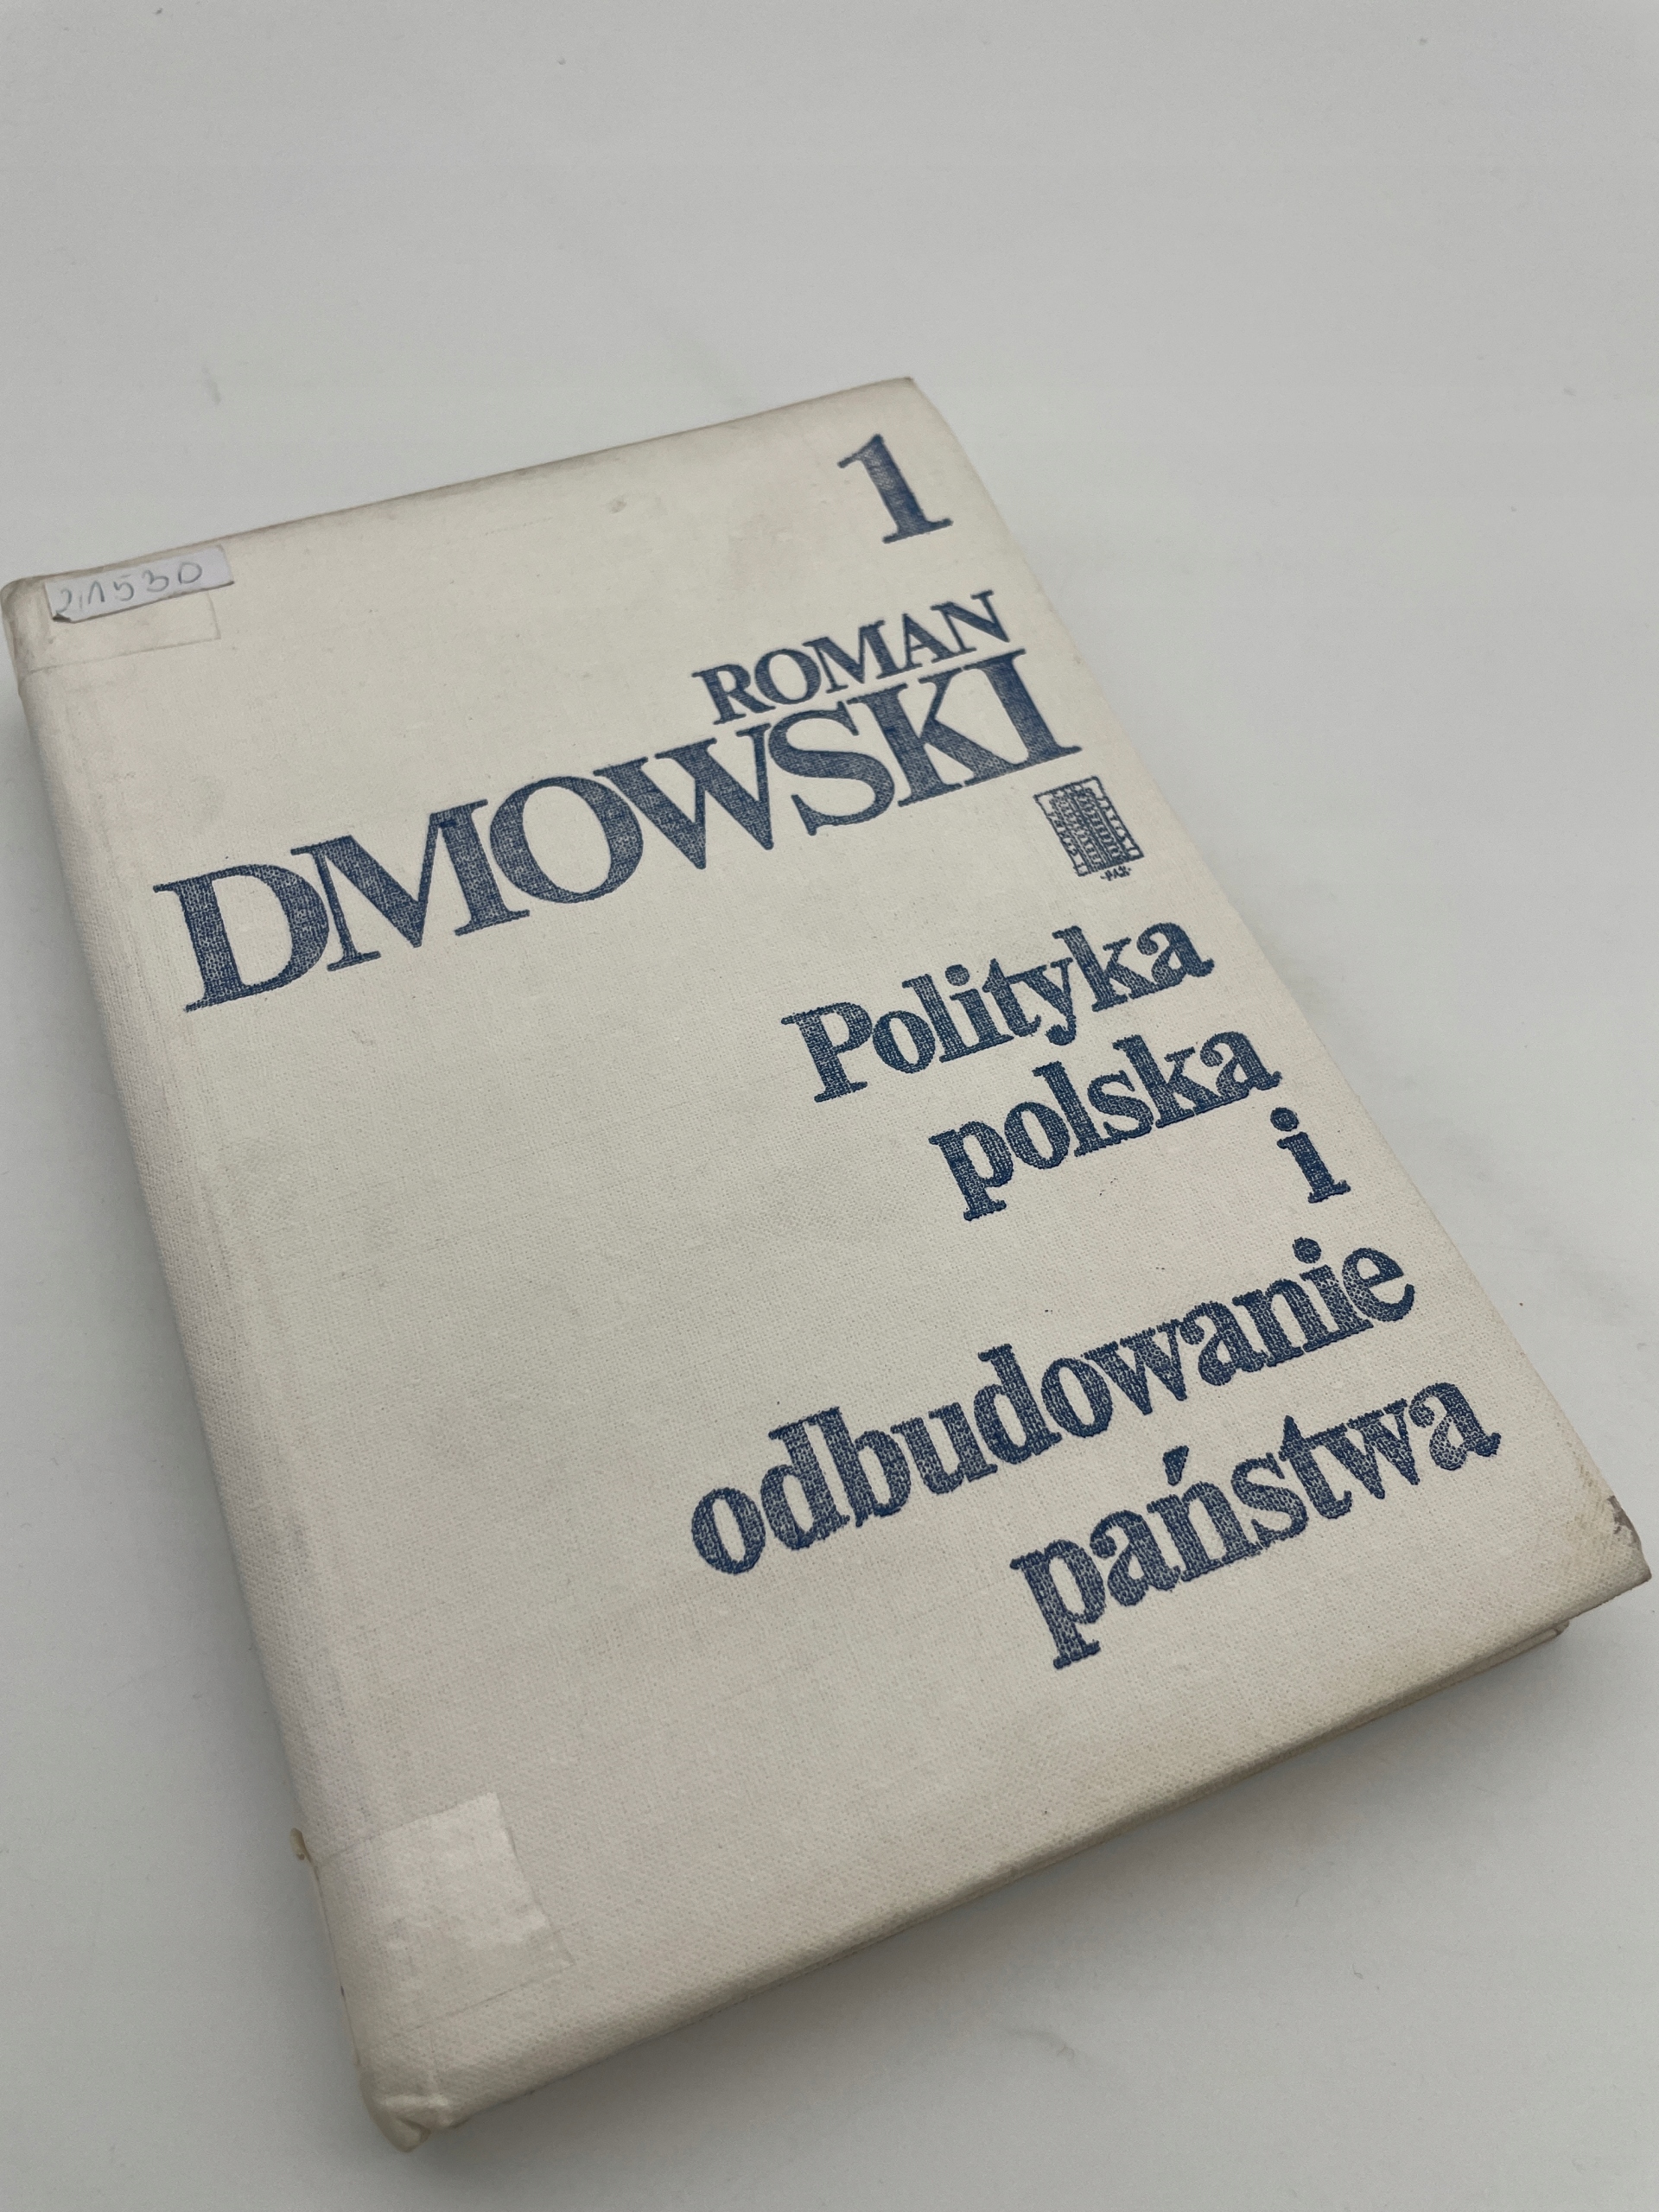 21530
1
ROMAN
DMOWSKI
PAX
Polityka
polska
i
odbudowanie
państwa